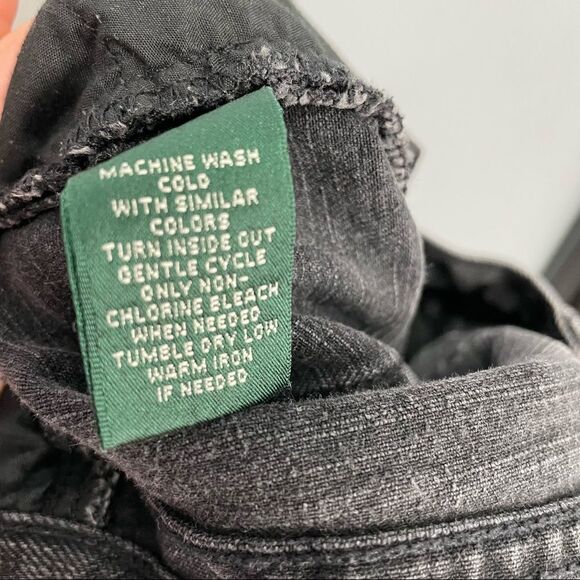 MACHINE WASH
COLD
WITH SIMILAR
COLORS
TURN INSIDE OUT
GENTLE CYCLE
ONLY NON-
CHLORINE BLEACH
WHEN NEEDED
TUMBLE DRY LOW
WARM IRON
IF NEEDED